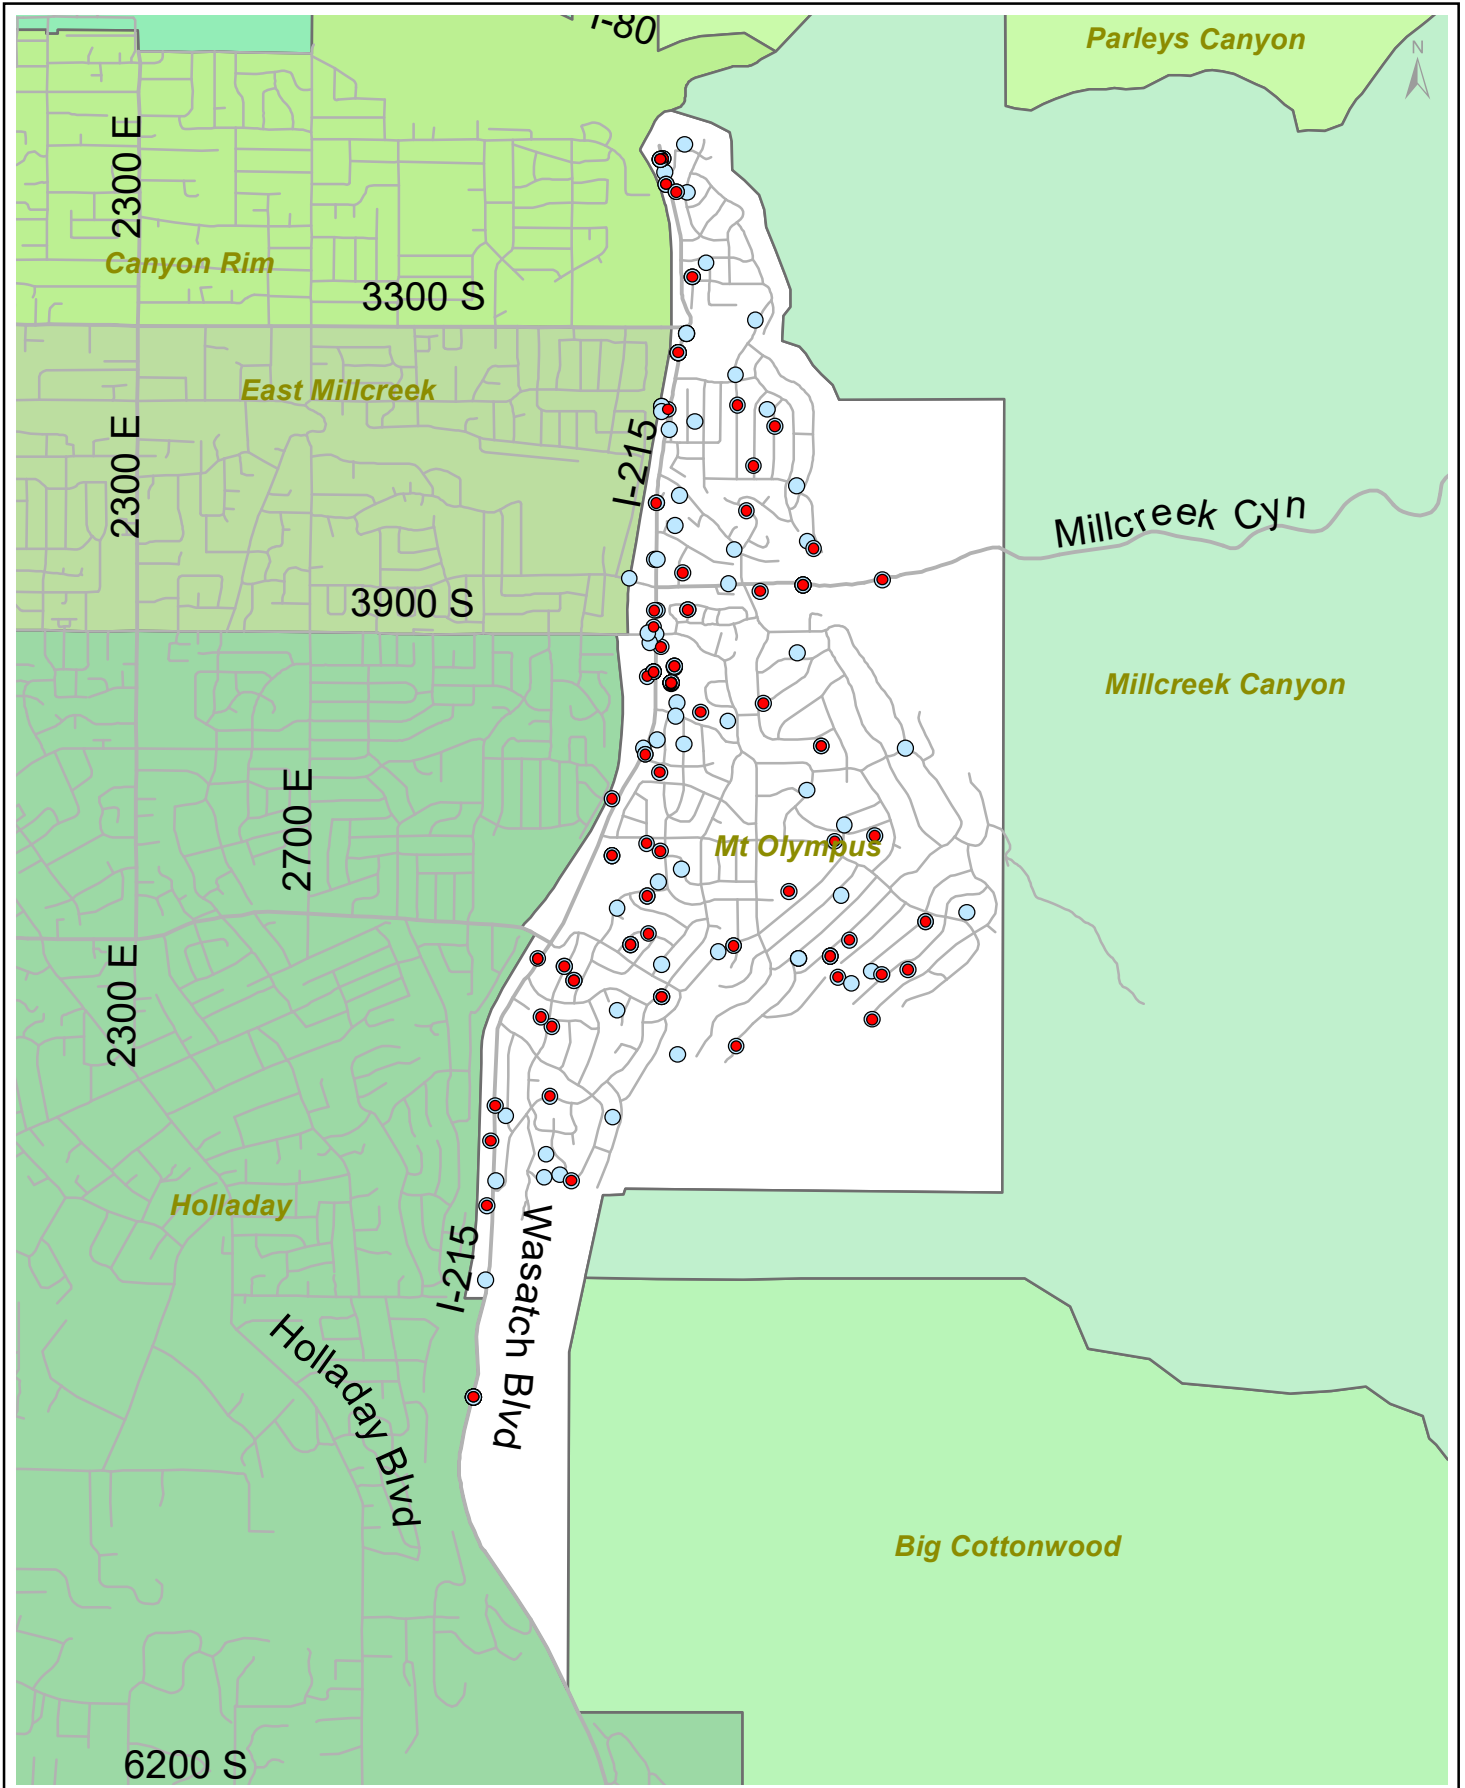 I-80
Parleys Canyon
N
2300 E
Canyon Rim
3300 S
East Millcreek
2300 E
I-215
Millcreek Cyn
3900 S
Millcreek Canyon
2700 E
Mt Olympus
2300 E
Holladay
I-215
Wasatch Blvd
Holladay Blvd
Big Cottonwood
6200 S